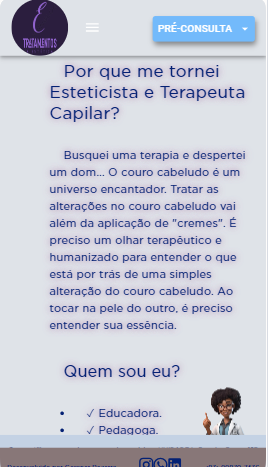 É
TRATAMENTOS
PRÉ-CONSULTA
Por que me tornei
Esteticista e Terapeuta
Capilar?
Busquei uma terapia e despertei
um dom... O couro cabeludo é um
universo encantador. Tratar as
alterações no couro cabeludo vai
além da aplicação de "cremes". É
preciso um olhar terapêutico e
humanizado para entender o que
está por trás de uma simples
alteração do couro cabeludo. Ao
tocar na pele do outro, é preciso
entender sua essência.
Quem sou eu?
• ✓ Educadora.
• ✓ Pedagoga.